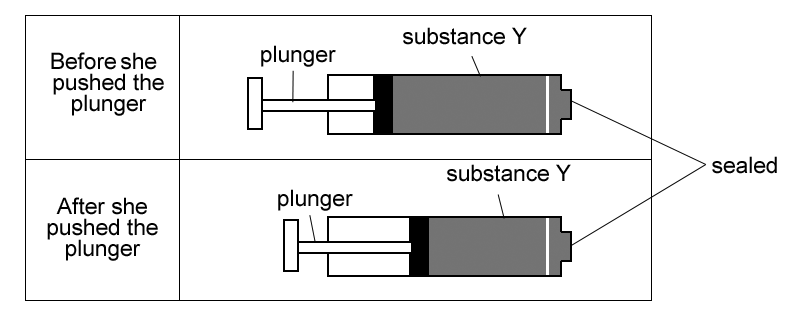 Before she
pushed the
plunger
plunger
substance Y
After she
pushed the
plunger
plunger
substance Y
sealed